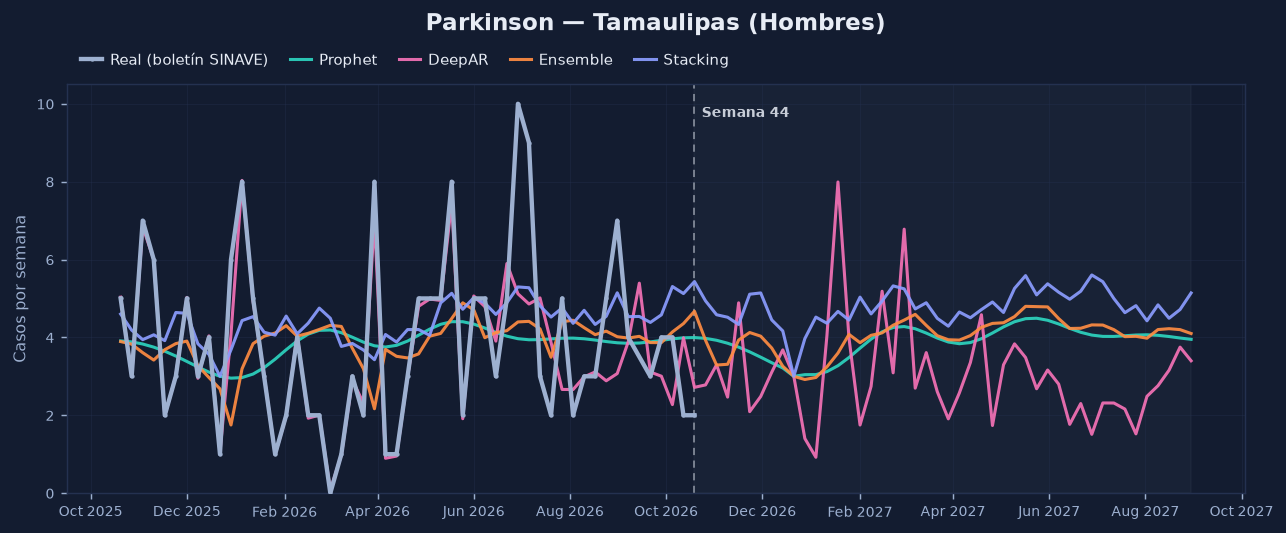 Parkinson — Tamaulipas (Hombres)
Real (boletín SINAVE) Prophet DeepAR Ensemble Stacking
Semana 44
Casos por semana
10
8
6
4
2
0
Oct 2025 Dec 2025 Feb 2026 Apr 2026 Jun 2026 Aug 2026 Oct 2026 Dec 2026 Feb 2027 Apr 2027 Jun 2027 Aug 2027 Oct 2027